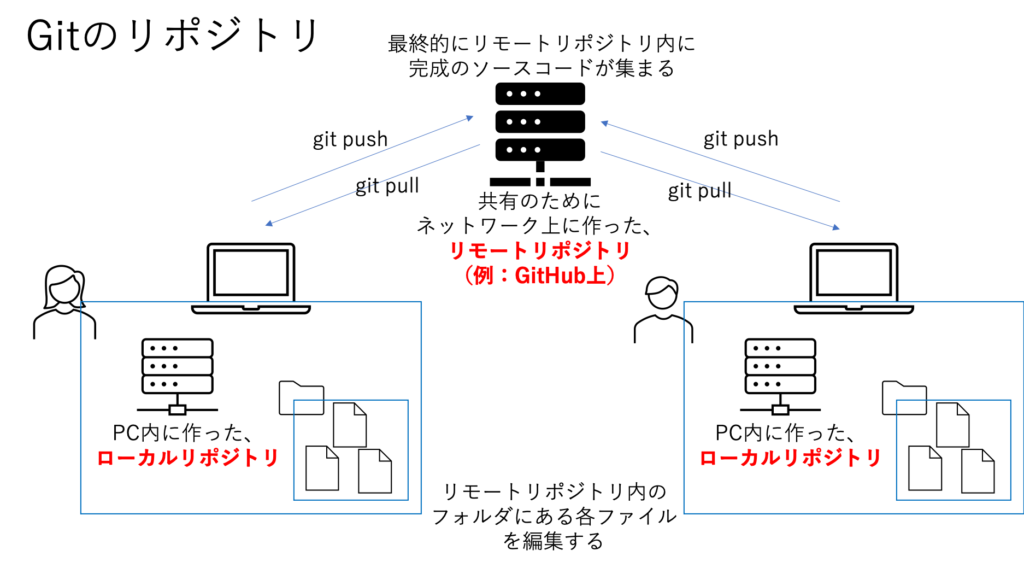 Gitのリポジトリ
最終的にリモートリポジトリ内に
完成のソースコードが集まる
git push
git pull
git push
git pull
共有のために
ネットワーク上に作った、
リモートリポジトリ
（例：GitHub上）
PC内に作った、
ローカルリポジトリ
PC内に作った、
ローカルリポジトリ
リモートリポジトリ内の
フォルダにある各ファイル
を編集する